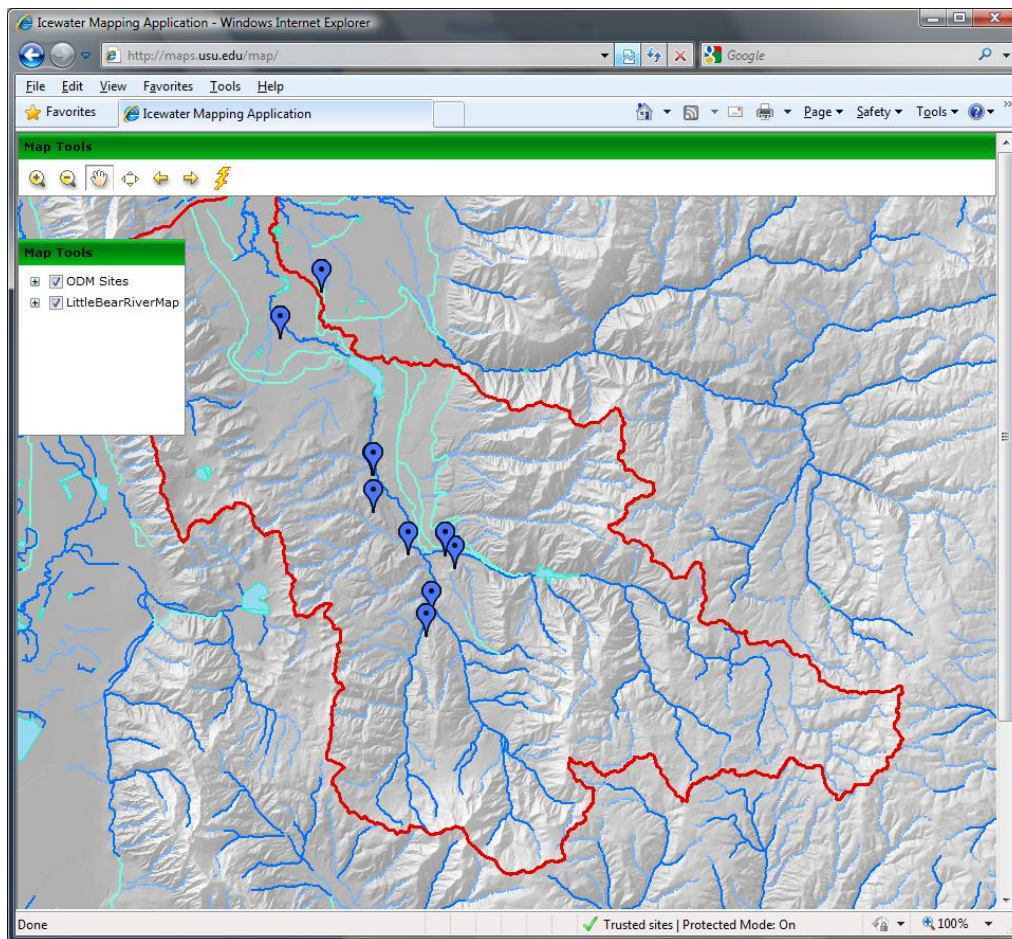 Icewater Mapping Application - Windows Internet Explorer
http://maps.usu.edu/map/
Google
File Edit View Favorites Tools Help
Favorites
Icewater Mapping Application
Page Safety Tools
Map Tools
Map Tools
ODM Sites
LittleBearRiverMap
Done
Trusted sites | Protected Mode: On
100%